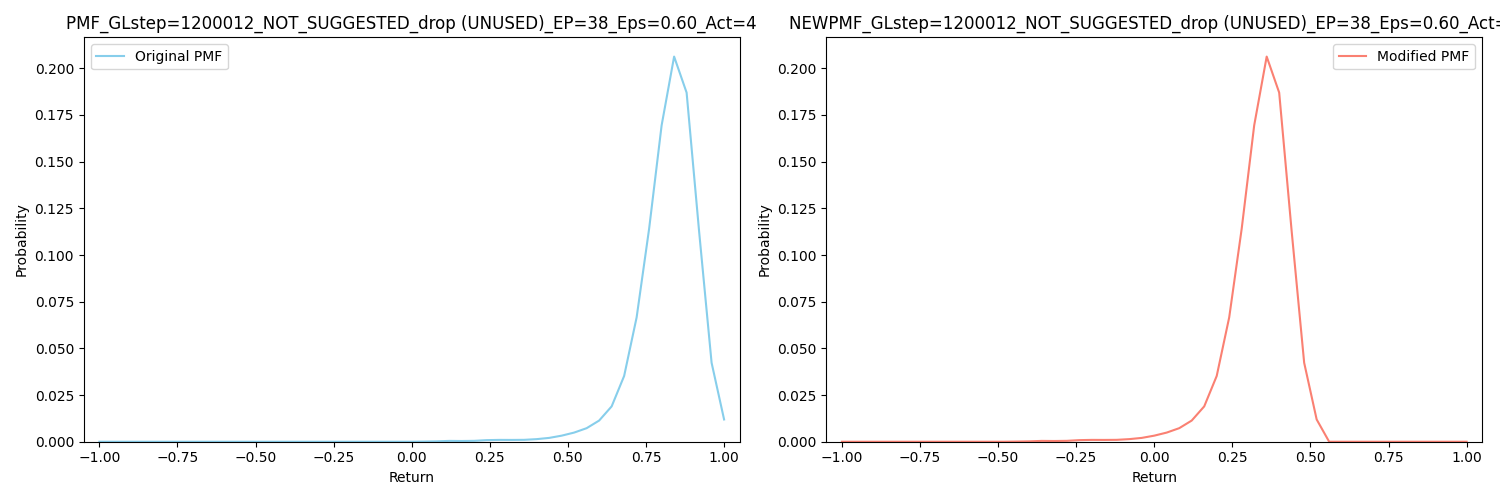 PMF_GLstep=1200012_NOT_SUGGESTED_drop (UNUSED)_EP=38_Eps=0.60_Act=4
Original PMF
0.200
0.175
0.150
0.125
0.100
0.075
0.050
0.025
0.000
Probability
−1.00 −0.75 −0.50 −0.25 0.00 0.25 0.50 0.75 1.00
Return
NEWPMF_GLstep=1200012_NOT_SUGGESTED_drop (UNUSED)_EP=38_Eps=0.60_Act=
Modified PMF
0.200
0.175
0.150
0.125
0.100
0.075
0.050
0.025
0.000
Probability
−1.00 −0.75 −0.50 −0.25 0.00 0.25 0.50 0.75 1.00
Return